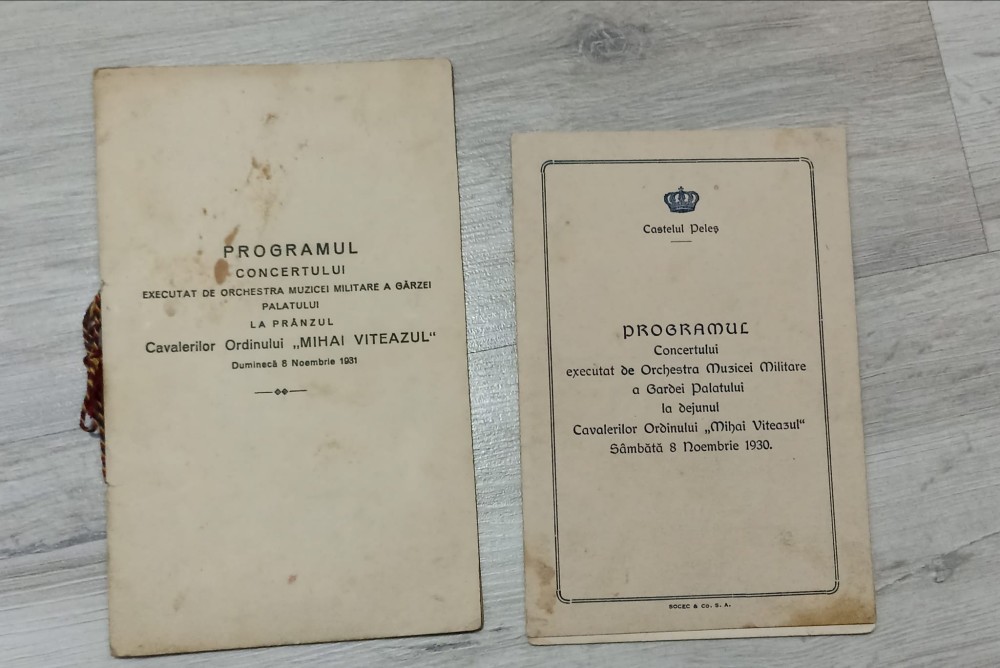 PROGRAMUL
CONCERTULUI
EXECUTAT DE ORCHESTRA MUZICEI MILITARE A GĂRZEI
PALATULUI
LA PRÂNZUL
Cavalerilor Ordinului „MIHAI VITEAZUL“
Duminecă 8 Noembrie 1931
Castelul Peleș
PROGRAMUL
Concertului
executat de Orchestra Muzicei Militare
a Gardei Palatului
la dejunul
Cavalerilor Ordinului „Mihai Viteazul“
Sâmbătă 8 Noembrie 1930.
SOCEC & Co. S. A.